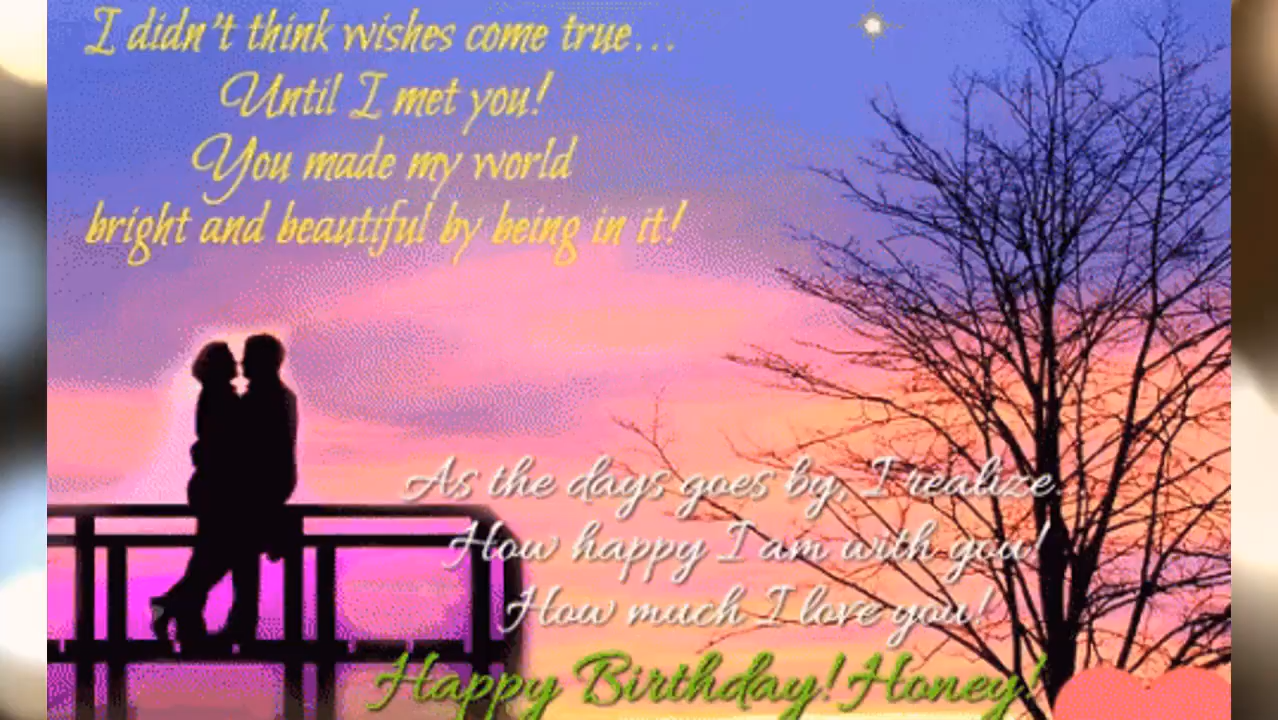 I didn't think wishes come true...
Until I met you!
You made my world
bright and beautiful by being in it!
As the days goes by, I realize.
How happy I am with you!
How much I love you!
Happy Birthday! Honey!